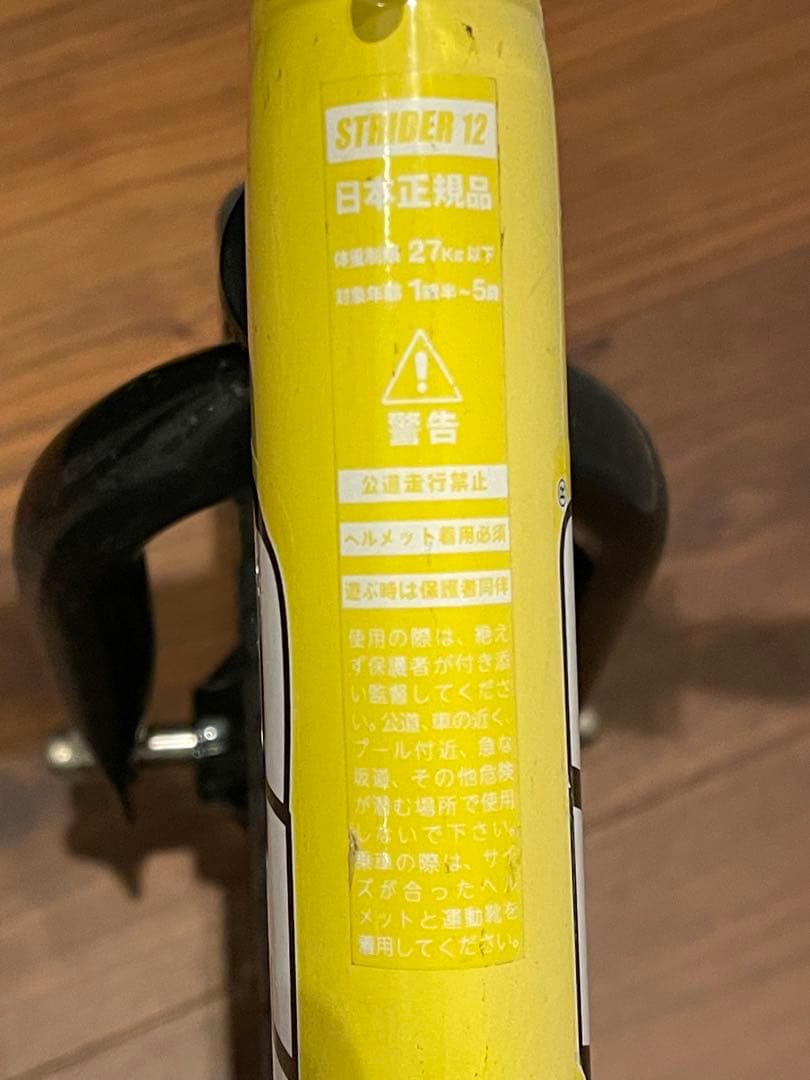 STRIDER 12
日本正規品
体重制限 27Kg以下
対象年齢 1歳半~5歳
!
警告
公道走行禁止
ヘルメット着用必須
遊ぶ時は保護者同伴
使用の際は、絶え
ず保護者が付き添
い監督してくださ
い。公道、車の近く、
プール付近、急な
坂道、その他危険
が潜む場所で使用
しないで下さい。
乗車の際は、サイ
ズが合ったヘル
メットと運動靴を
着用してください。
®